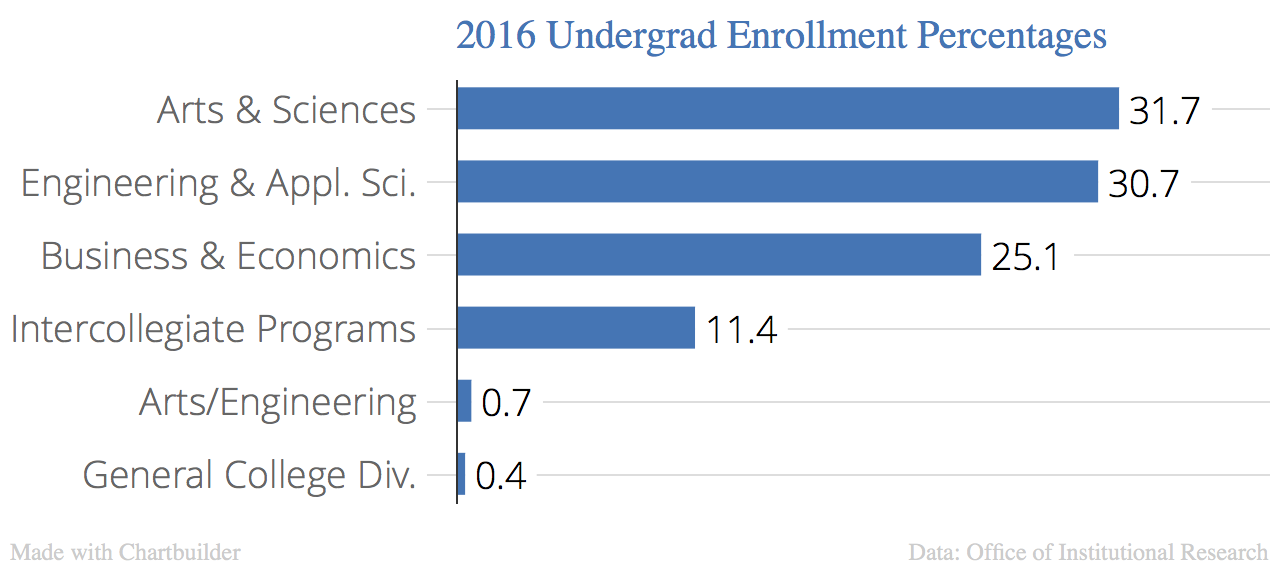 2016 Undergrad Enrollment Percentages
Arts & Sciences 31.7
Engineering & Appl. Sci. 30.7
Business & Economics 25.1
Intercollegiate Programs 11.4
Arts/Engineering 0.7
General College Div. 0.4
Made with Chartbuilder Data: Office of Institutional Research